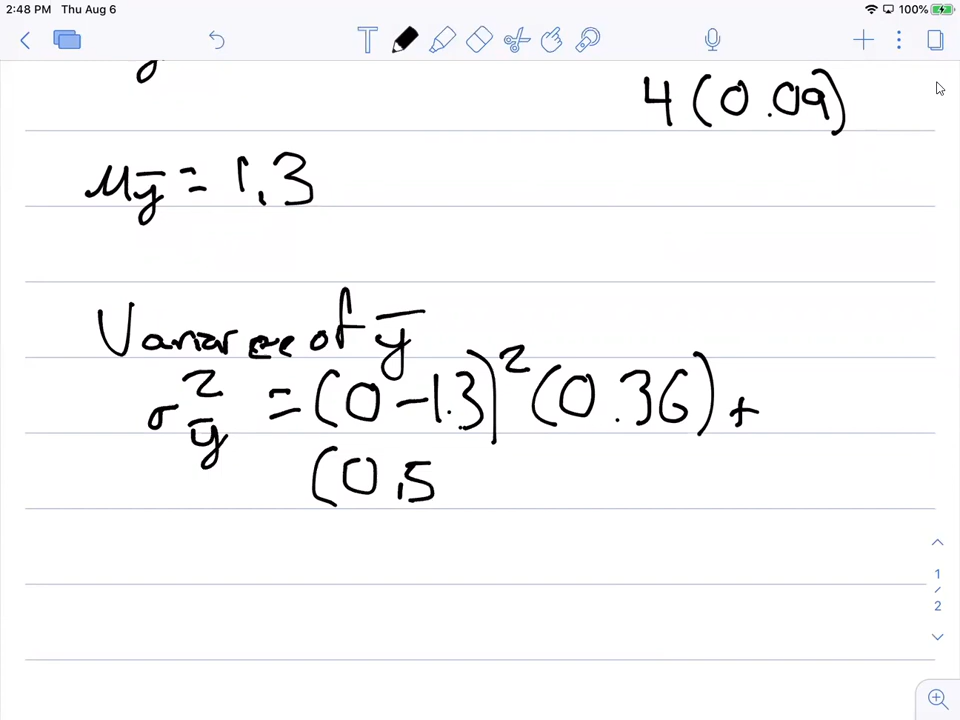 2:48 PM Thu Aug 6
100%
4(0.09)
μȳ = 1.3
Variance of ȳ
σ²ȳ = (0-1.3)²(0.36) +
(0.5
1
/
2